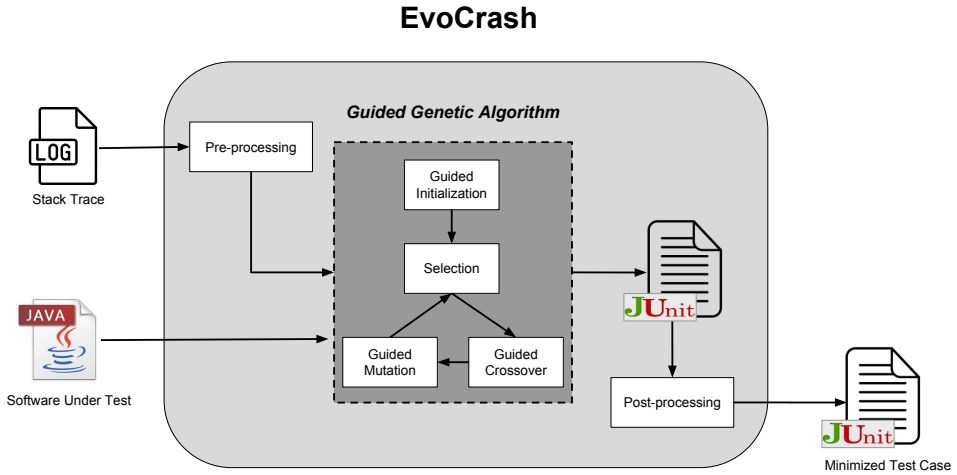 EvoCrash
Guided Genetic Algorithm
LOG
Stack Trace
Pre-processing
Guided
Initialization
Selection
Guided
Mutation
Guided
Crossover
JAVA
Software Under Test
JUnit
Post-processing
JUnit
Minimized Test Case